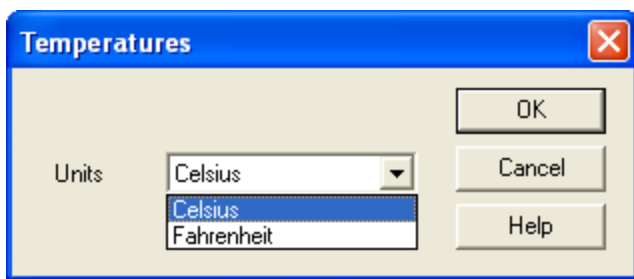 Temperatures
OK
Units
Celsius
Cancel
Celsius
Fahrenheit
Help